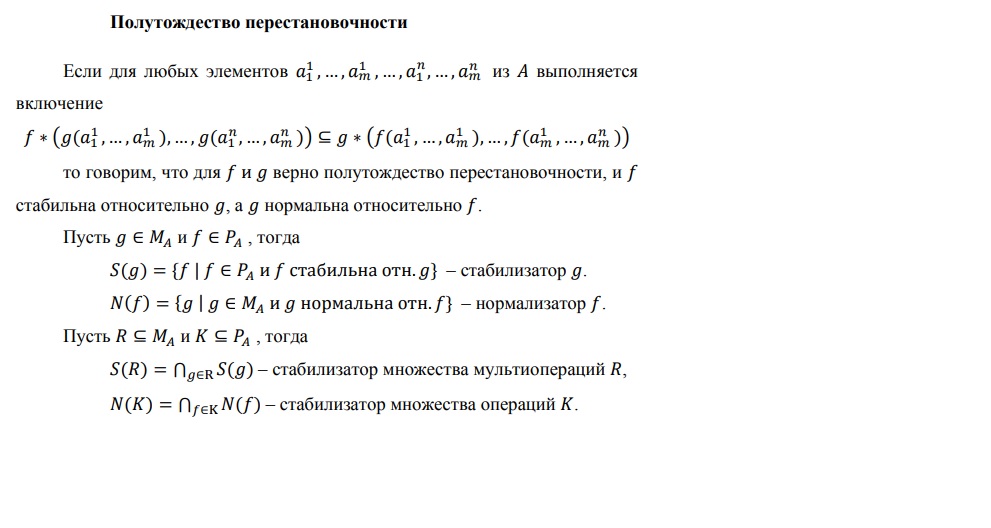 Полутождество перестановочности
Если для любых элементов $a_1^1, \dots, a_m^1, \dots, a_1^n, \dots, a_m^n$ из $A$ выполняется
включение
$f * \left(g(a_1^1, \dots, a_m^1), \dots, g(a_1^n, \dots, a_m^n)\right) \subseteq g * \left(f(a_1^1, \dots, a_m^1), \dots, f(a_m^1, \dots, a_m^n)\right)$
то говорим, что для $f$ и $g$ верно полутождество перестановочности, и $f$
стабильна относительно $g$, а $g$ нормальна относительно $f$.
Пусть $g \in M_A$ и $f \in P_A$ , тогда
$S(g) = \{f \mid f \in P_A \text{ и } f \text{ стабильна отн. } g\}$ – стабилизатор $g$.
$N(f) = \{g \mid g \in M_A \text{ и } g \text{ нормальна отн. } f\}$ – нормализатор $f$.
Пусть $R \subseteq M_A$ и $K \subseteq P_A$ , тогда
$S(R) = \bigcap_{g \in \mathrm{R}} S(g)$ – стабилизатор множества мультиопераций $R$,
$N(K) = \bigcap_{f \in \mathrm{K}} N(f)$ – стабилизатор множества операций $K$.